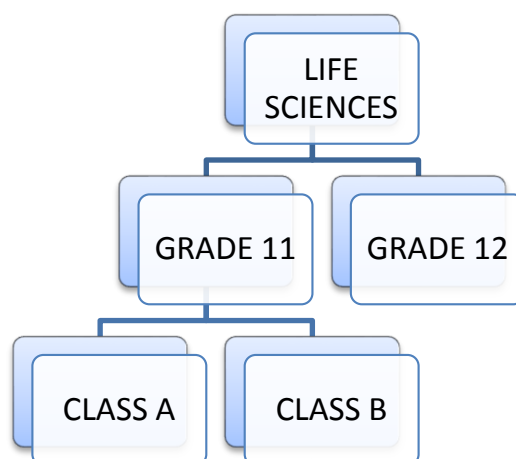 LIFE
SCIENCES
GRADE 11
GRADE 12
CLASS A
CLASS B